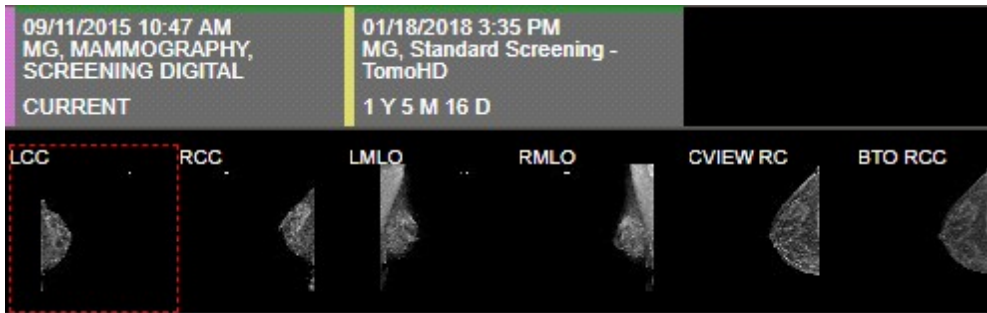 09/11/2015 10:47 AM
MG, MAMMOGRAPHY,
SCREENING DIGITAL
CURRENT
01/18/2018 3:35 PM
MG, Standard Screening -
TomoHD
1 Y 5 M 16 D
LCC
RCC
LMLO
RMLO
CVIEW RC
BTO RCC